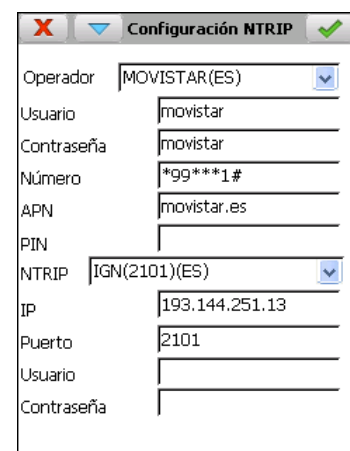 Configuración NTRIP
Operador MOVISTAR(ES)
Usuario movistar
Contraseña movistar
Número *99***1#
APN movistar.es
PIN
NTRIP IGN(2101)(ES)
IP 193.144.251.13
Puerto 2101
Usuario
Contraseña